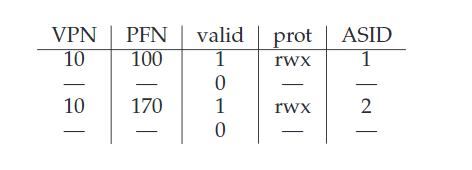 VPN PFN valid prot ASID
10 100 1 rwx 1
— — 0 — —
10 170 1 rwx 2
— — 0 — —